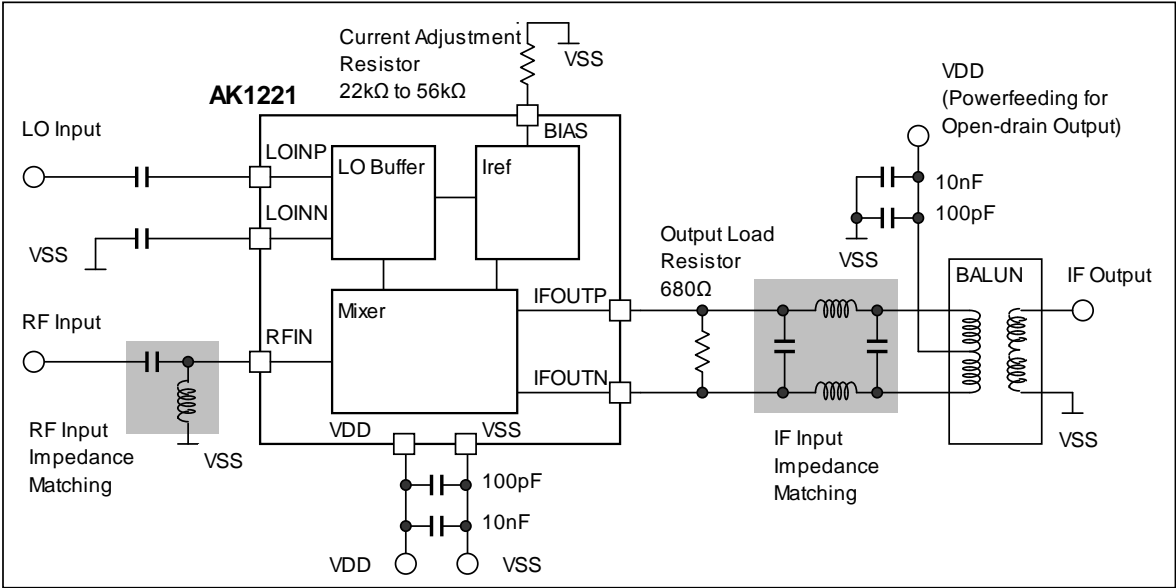 Current Adjustment
Resistor
22kΩ to 56kΩ
VSS
VDD
(Powerfeeding for
Open-drain Output)
AK1221
BIAS
LO Input
LOINP
LO Buffer
Iref
10nF
100pF
LOINN
VSS
Output Load
Resistor
680Ω
VSS
BALUN
IF Output
RF Input
RFIN
Mixer
IFOUTP
IFOUTN
VDD
VSS
RF Input
Impedance
Matching
VSS
IF Input
Impedance
Matching
VSS
100pF
10nF
VDD
VSS